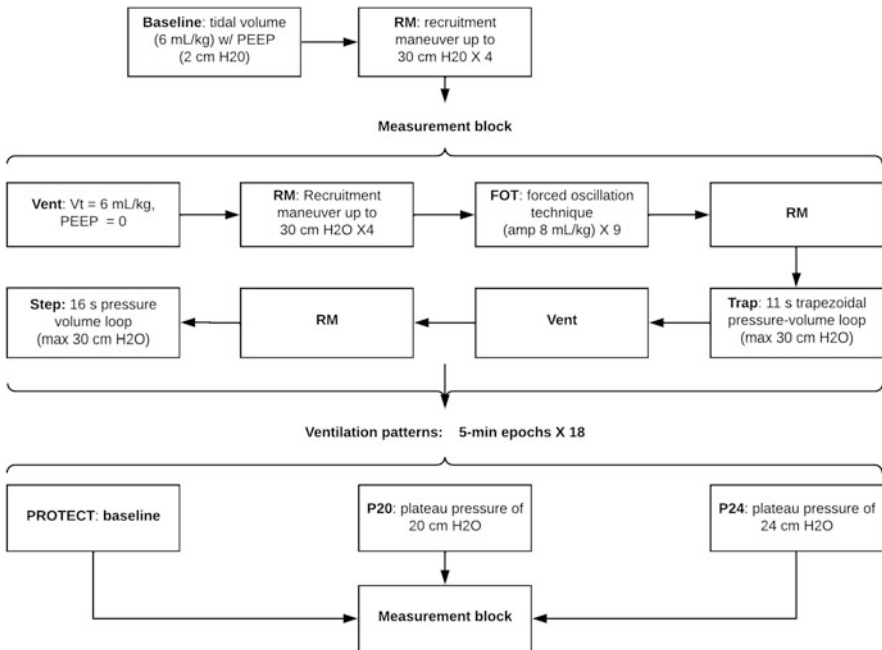 Baseline: tidal volume
(6 mL/kg) w/ PEEP
(2 cm H20)
RM: recruitment
maneuver up to
30 cm H20 X 4
Measurement block
Vent: Vt = 6 mL/kg,
PEEP = 0
RM: Recruitment
maneuver up to
30 cm H2O X4
FOT: forced oscillation
technique
(amp 8 mL/kg) X 9
RM
Trap: 11 s trapezoidal
pressure-volume loop
(max 30 cm H2O)
Vent
RM
Step: 16 s pressure
volume loop
(max 30 cm H2O)
Ventilation patterns: 5-min epochs X 18
PROTECT: baseline
P20: plateau pressure of
20 cm H2O
P24: plateau pressure of
24 cm H2O
Measurement block